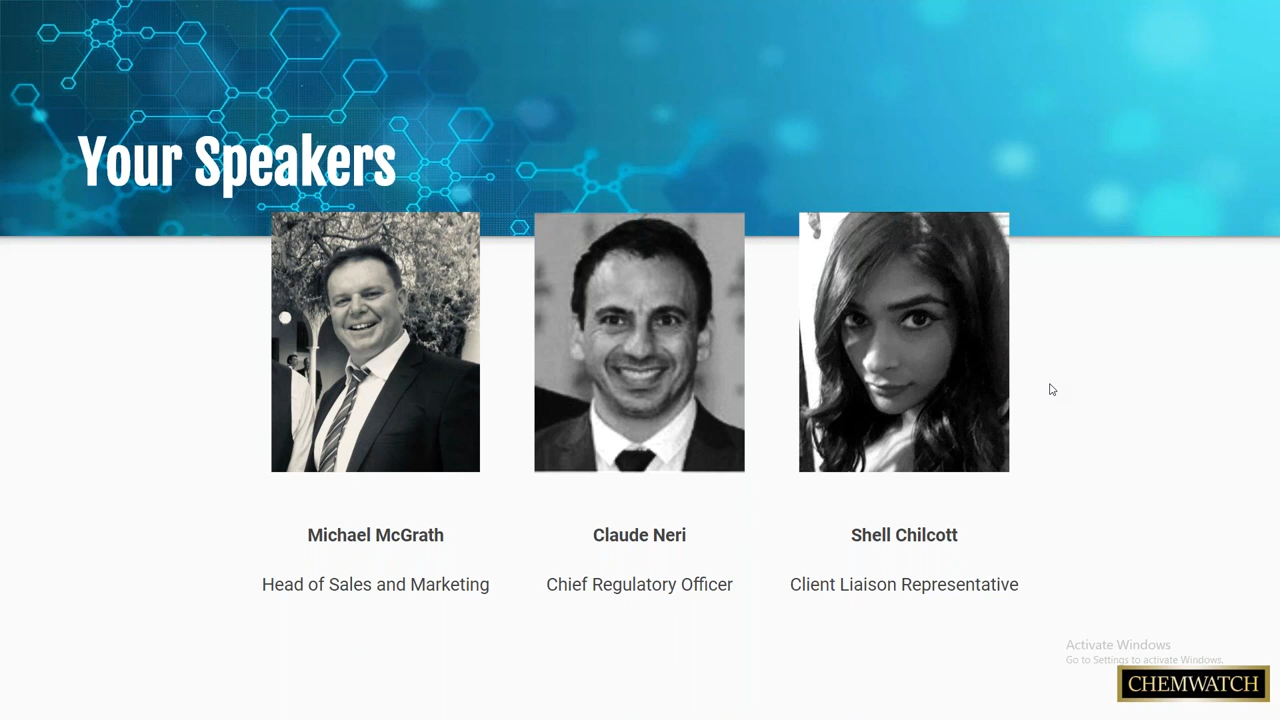 Your Speakers
Michael McGrath
Claude Neri
Shell Chilcott
Head of Sales and Marketing
Chief Regulatory Officer
Client Liaison Representative
Activate Windows
Go to Settings to activate Windows.
CHEMWATCH